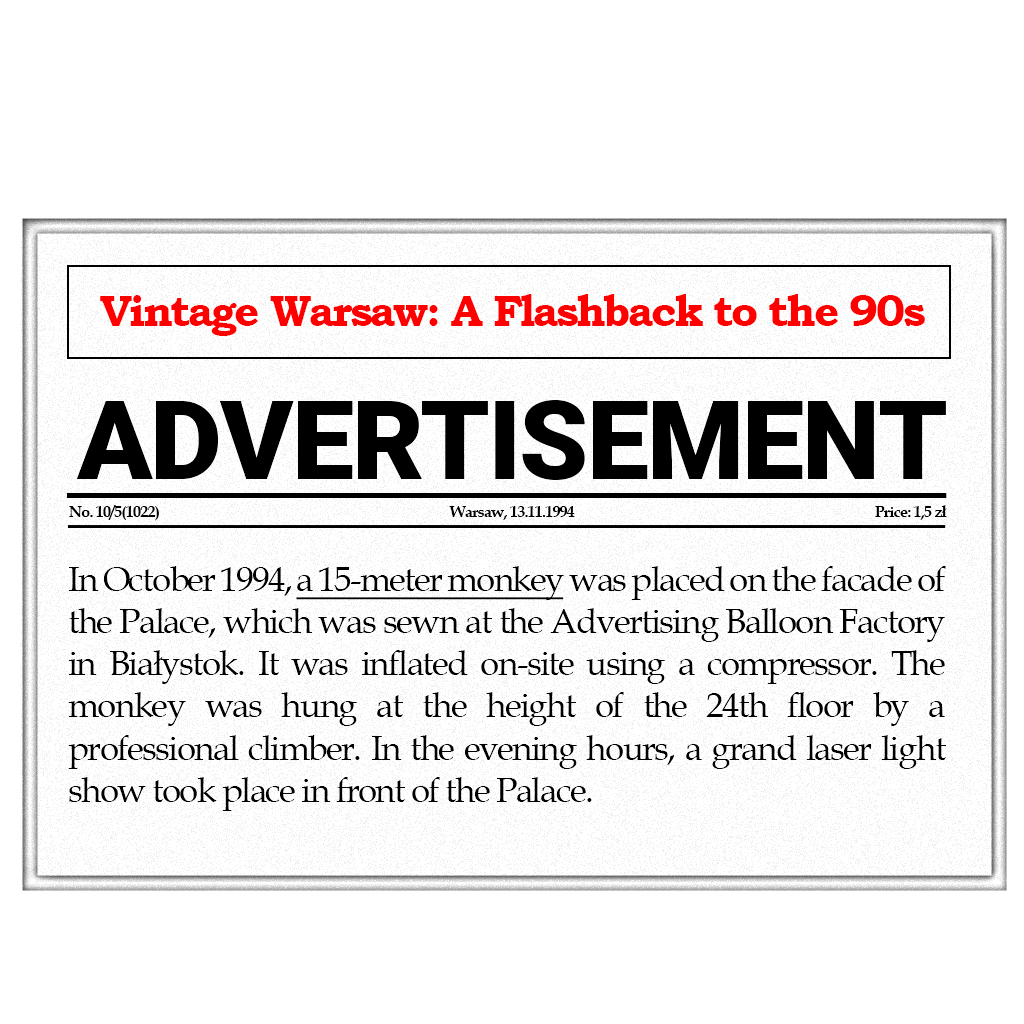 Vintage Warsaw: A Flashback to the 90s
ADVERTISEMENT
No. 10/5(1022) Warsaw, 13.11.1994 Price: 1,5 zł
In October 1994, a 15-meter monkey was placed on the facade of
the Palace, which was sewn at the Advertising Balloon Factory
in Białystok. It was inflated on-site using a compressor. The
monkey was hung at the height of the 24th floor by a
professional climber. In the evening hours, a grand laser light
show took place in front of the Palace.